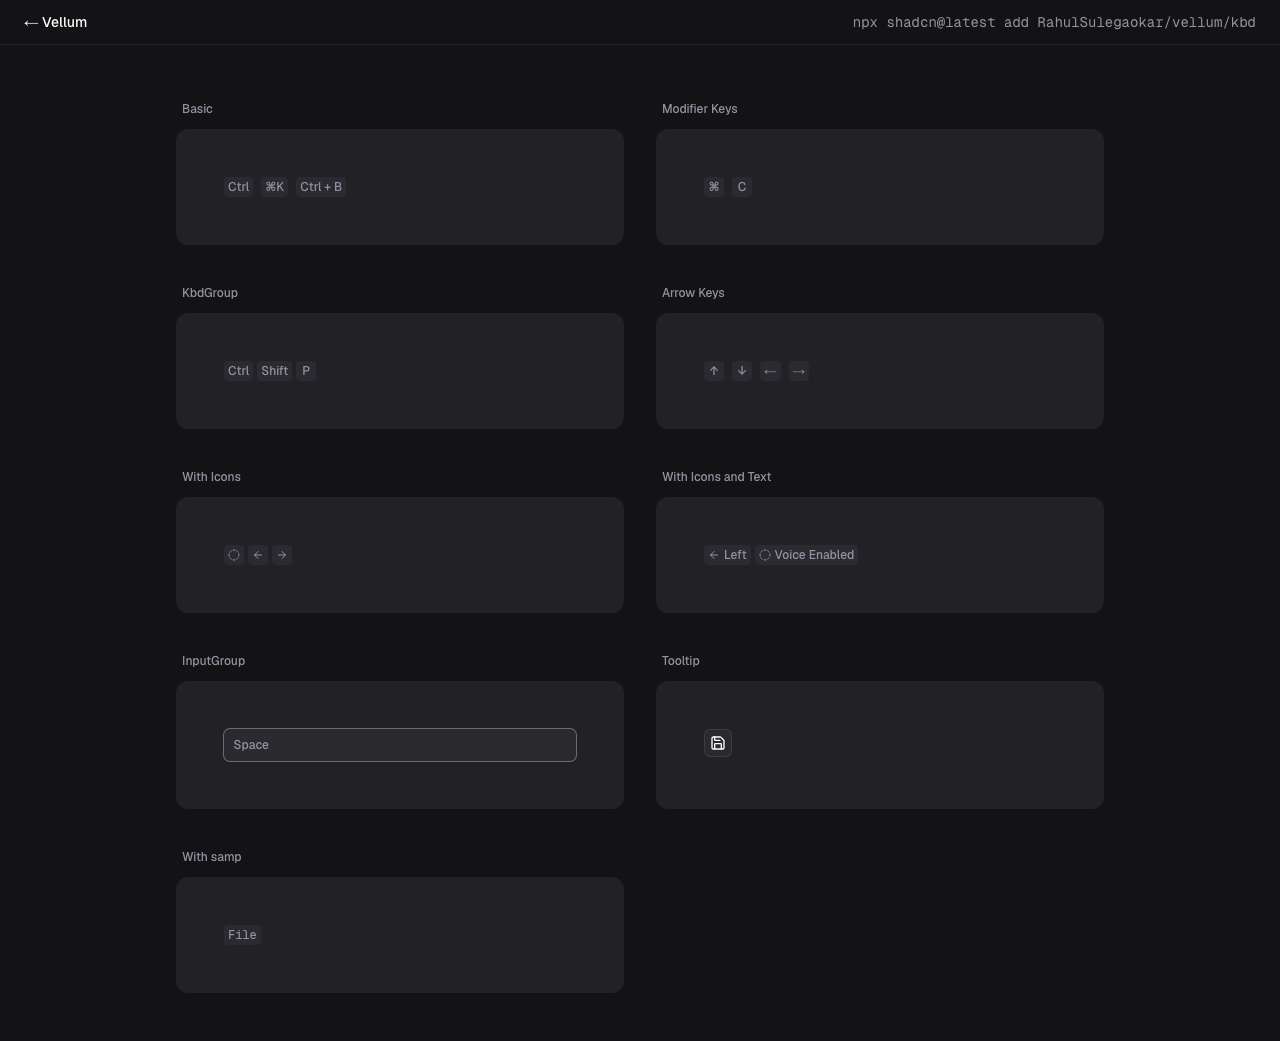 ← Vellum
npx shadcn@latest add RahulSulegaokar/vellum/kbd
Basic
Ctrl ⌘K Ctrl + B
Modifier Keys
⌘ C
KbdGroup
Ctrl Shift P
Arrow Keys
↑ ↓ ← →
With Icons
← →
With Icons and Text
← Left Voice Enabled
InputGroup
Space
Tooltip
With samp
File